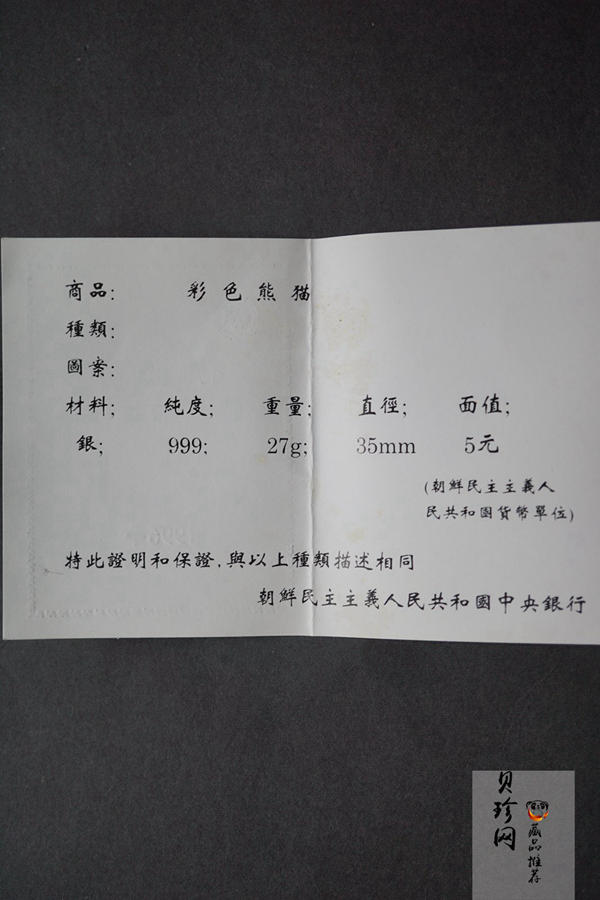 商品:　彩色熊猫
種類:
圖案:
材料;　純度;　重量;　直徑;　面值;
銀;　999;　27g;　35mm　5元
(朝鮮民主主義人
民共和國貨幣單位)
特此證明和保證,與以上種類描述相同
朝鮮民主主義人民共和國中央銀行
贝珍网
藏品推荐